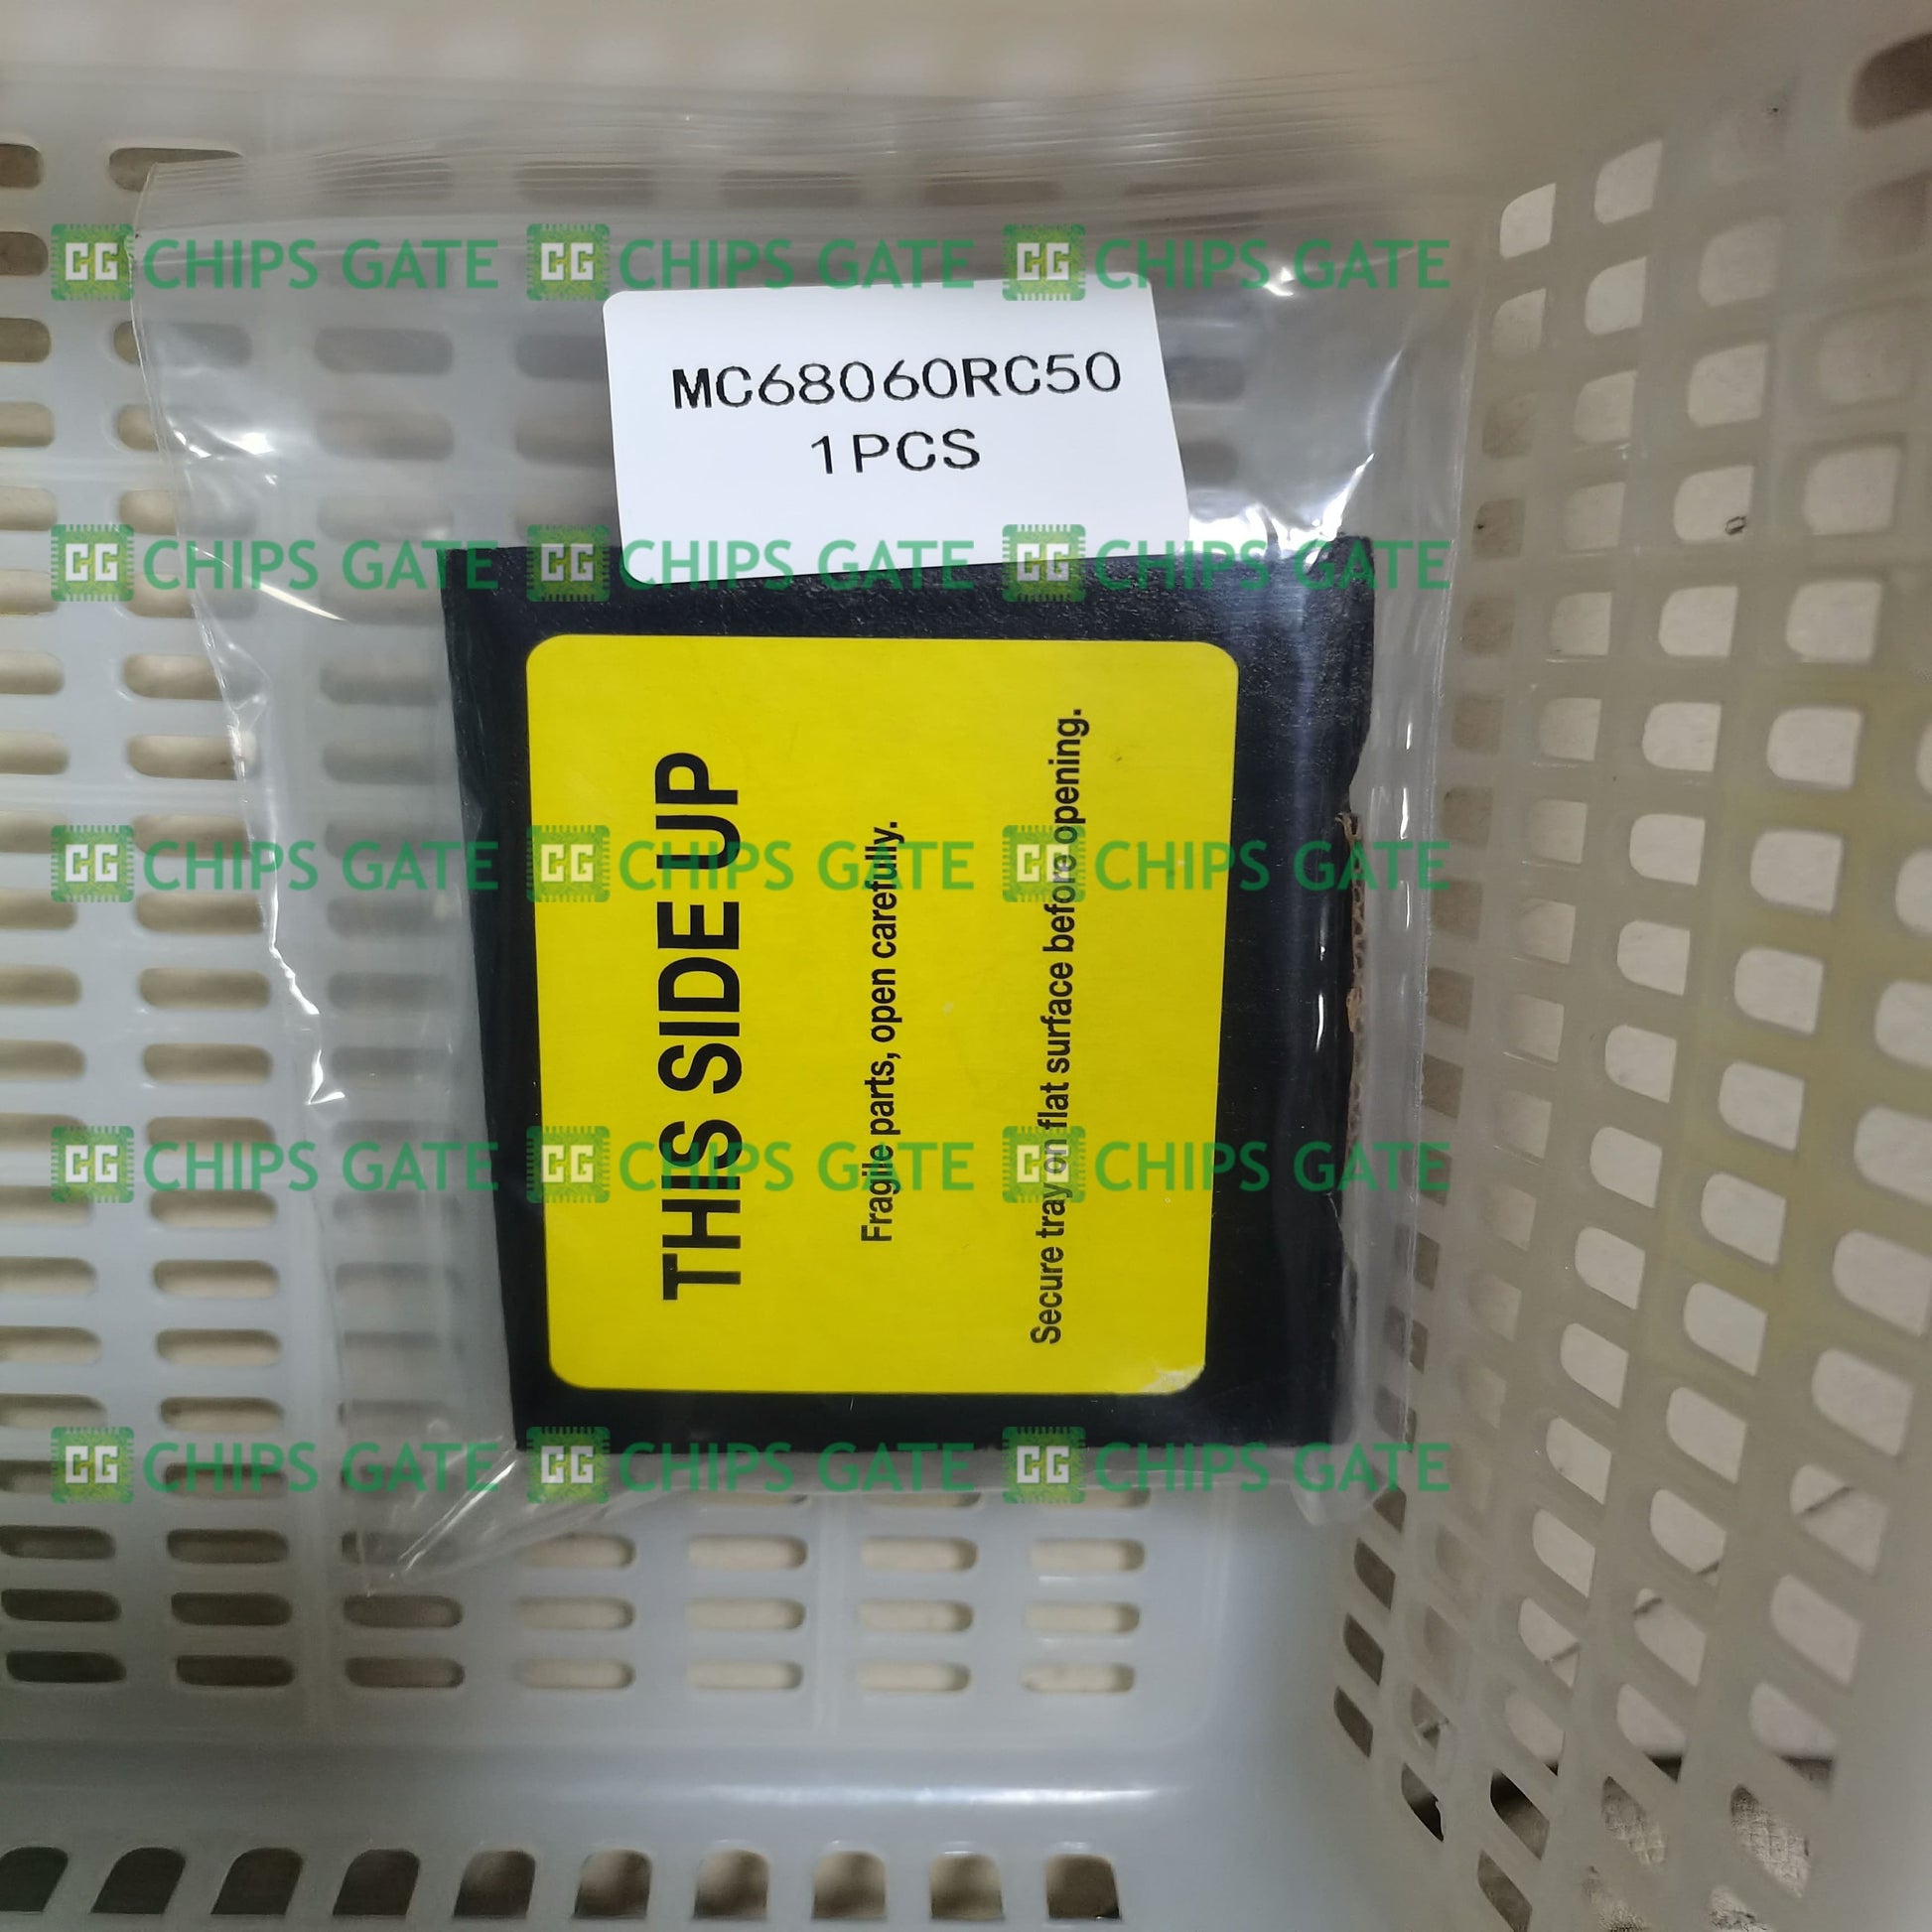 MC68060RC50
1PCS
THIS SIDE UP
Fragile parts, open carefully.
Secure tray on flat surface before opening.
CG CHIPS GATE CG CHIPS GATE CG CHIPS GATE
CG CHIPS GATE CG CHIPS GATE CG CHIPS GATE
CG CHIPS GATE CG CHIPS GATE CG CHIPS GATE
CG CHIPS GATE CG CHIPS GATE CG CHIPS GATE
CG CHIPS GATE CG CHIPS GATE CG CHIPS GATE